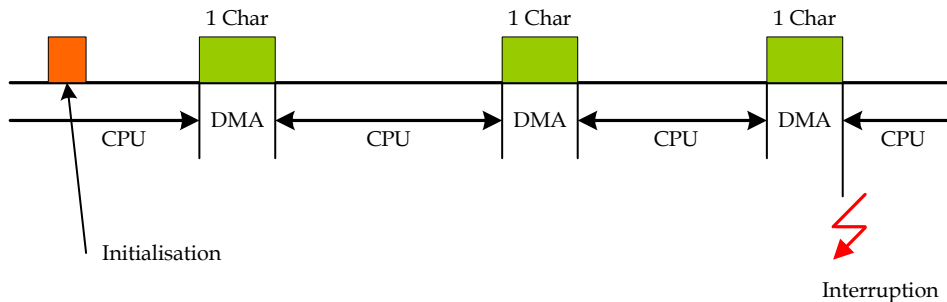 1 Char
1 Char
1 Char
CPU
DMA
CPU
DMA
CPU
DMA
CPU
Initialisation
Interruption